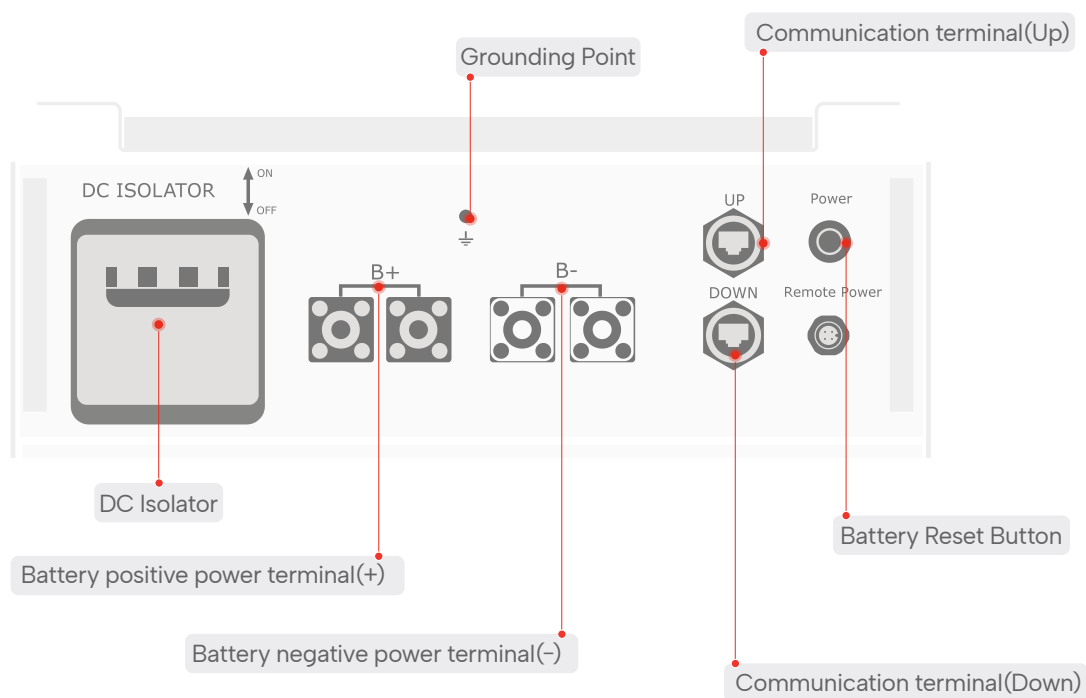 Communication terminal(Up)
Grounding Point
DC ISOLATOR
ON
OFF
UP
Power
B+
B-
DOWN
Remote Power
DC Isolator
Battery Reset Button
Battery positive power terminal(+)
Battery negative power terminal(−)
Communication terminal(Down)